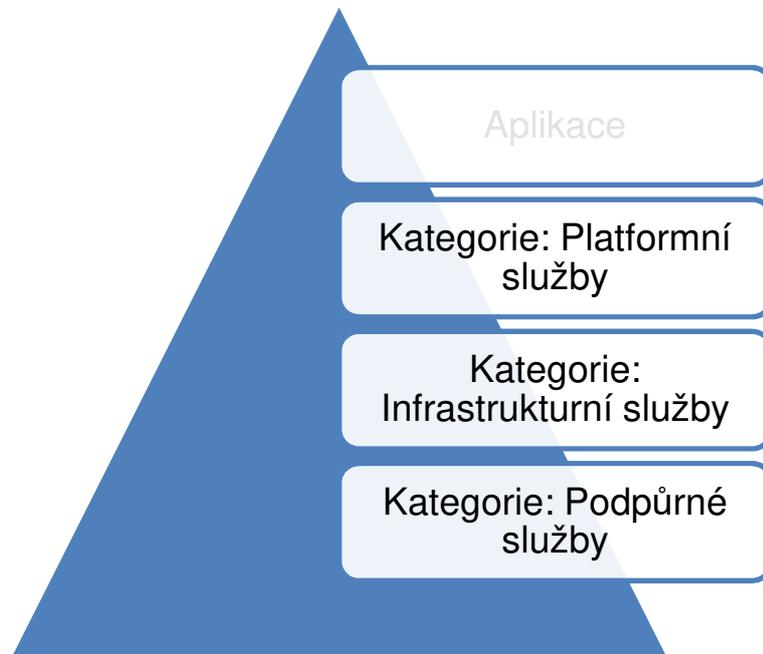 Aplikace
Kategorie: Platformní
služby
Kategorie:
Infrastrukturní služby
Kategorie: Podpůrné
služby